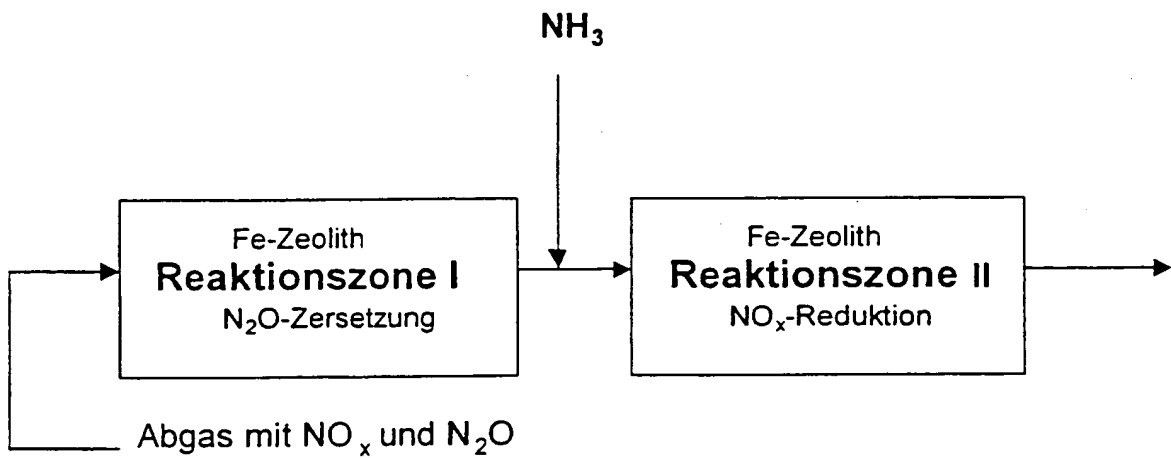 NH₃
Fe-Zeolith
Reaktionszone I
N₂O-Zersetzung
Fe-Zeolith
Reaktionszone II
NOₓ-Reduktion
Abgas mit NOₓ und N₂O